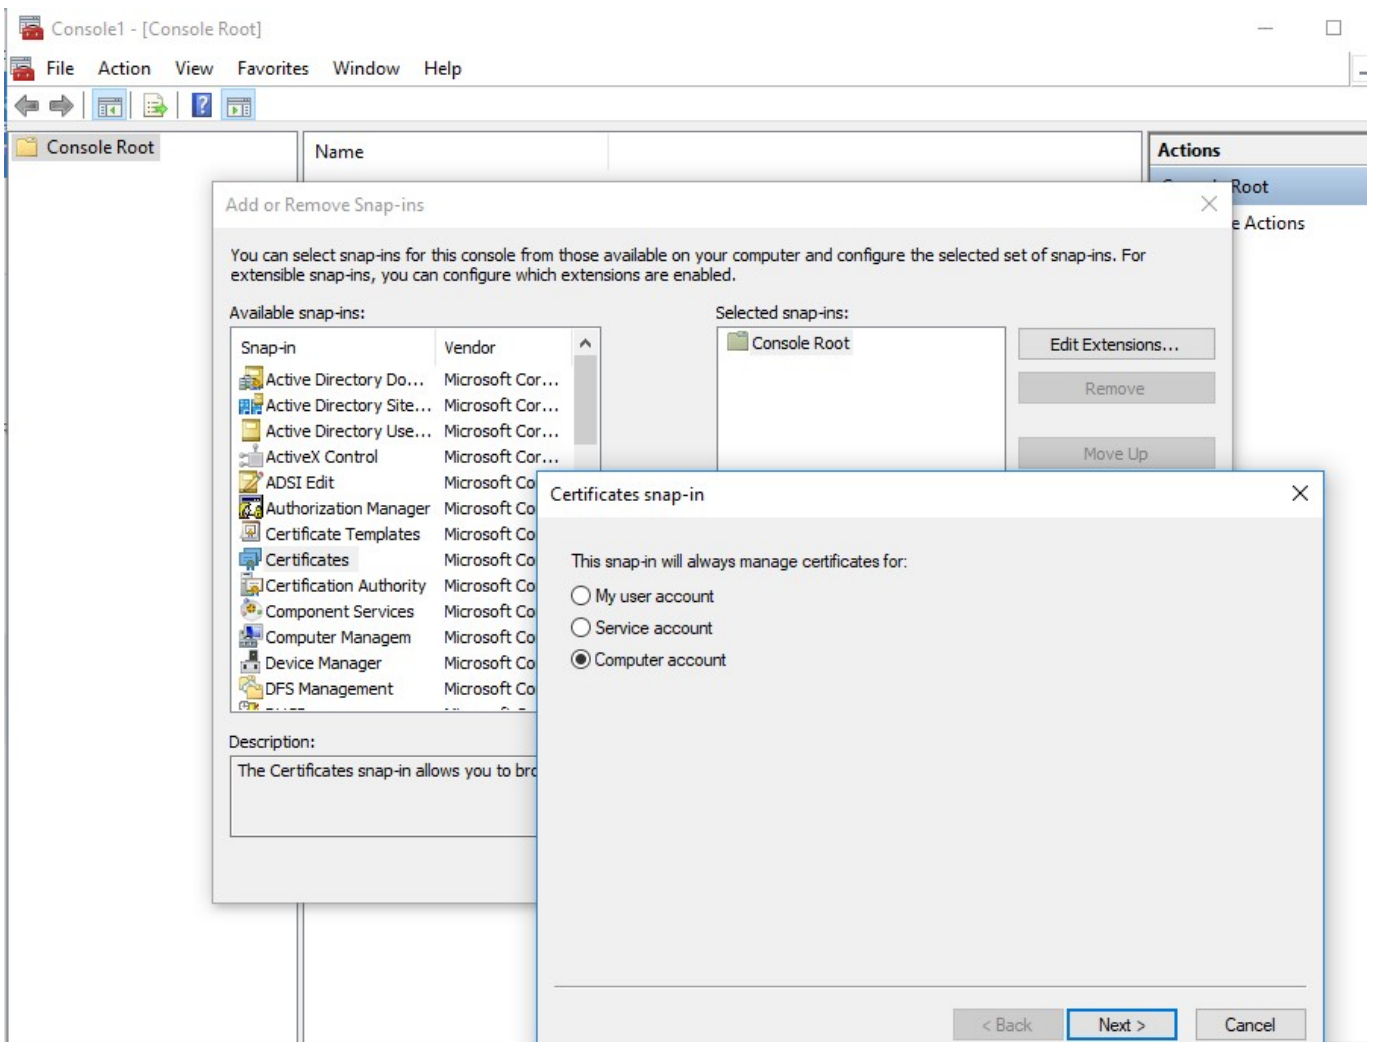 Console1 - [Console Root]
File Action View Favorites Window Help
Console Root
Name
Actions
Root
e Actions
Add or Remove Snap-ins
You can select snap-ins for this console from those available on your computer and configure the selected set of snap-ins. For
extensible snap-ins, you can configure which extensions are enabled.
Available snap-ins:
Snap-in Vendor
Active Directory Do... Microsoft Cor...
Active Directory Site... Microsoft Cor...
Active Directory Use... Microsoft Cor...
ActiveX Control Microsoft Cor...
ADSI Edit Microsoft Co
Authorization Manager Microsoft Co
Certificate Templates Microsoft Co
Certificates Microsoft Co
Certification Authority Microsoft Co
Component Services Microsoft Co
Computer Managem Microsoft Co
Device Manager Microsoft Co
DFS Management Microsoft Co
Selected snap-ins:
Console Root
Edit Extensions...
Remove
Move Up
Description:
The Certificates snap-in allows you to bro
Certificates snap-in
This snap-in will always manage certificates for:
My user account
Service account
Computer account
< Back Next > Cancel